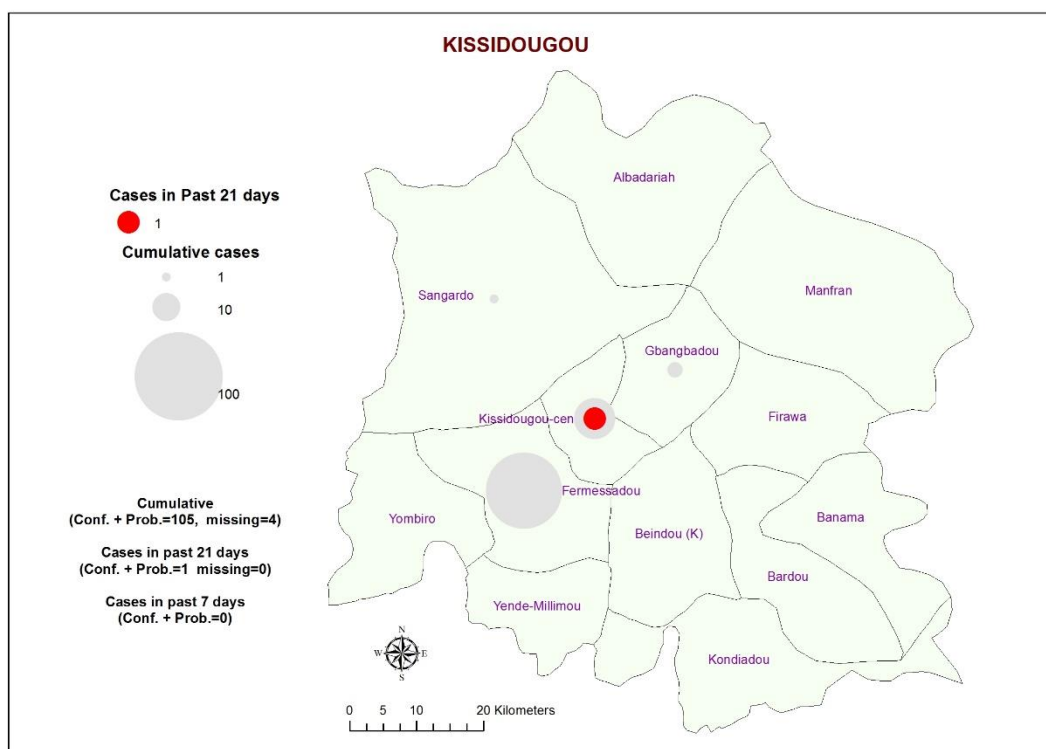 KISSIDOUGOU
Cases in Past 21 days
1
Cumulative cases
1
10
100
Cumulative
(Conf. + Prob.=105, missing=4)
Cases in past 21 days
(Conf. + Prob.=1 missing=0)
Cases in past 7 days
(Conf. + Prob.=0)
Albadariah
Sangardo
Manfran
Gbangbadou
Kissidougou-cen
Firawa
Fermessadou
Yombiro
Beindou (K)
Banama
Bardou
Yende-Millimou
Kondiadou
N
W E
S
0 5 10 20 Kilometers